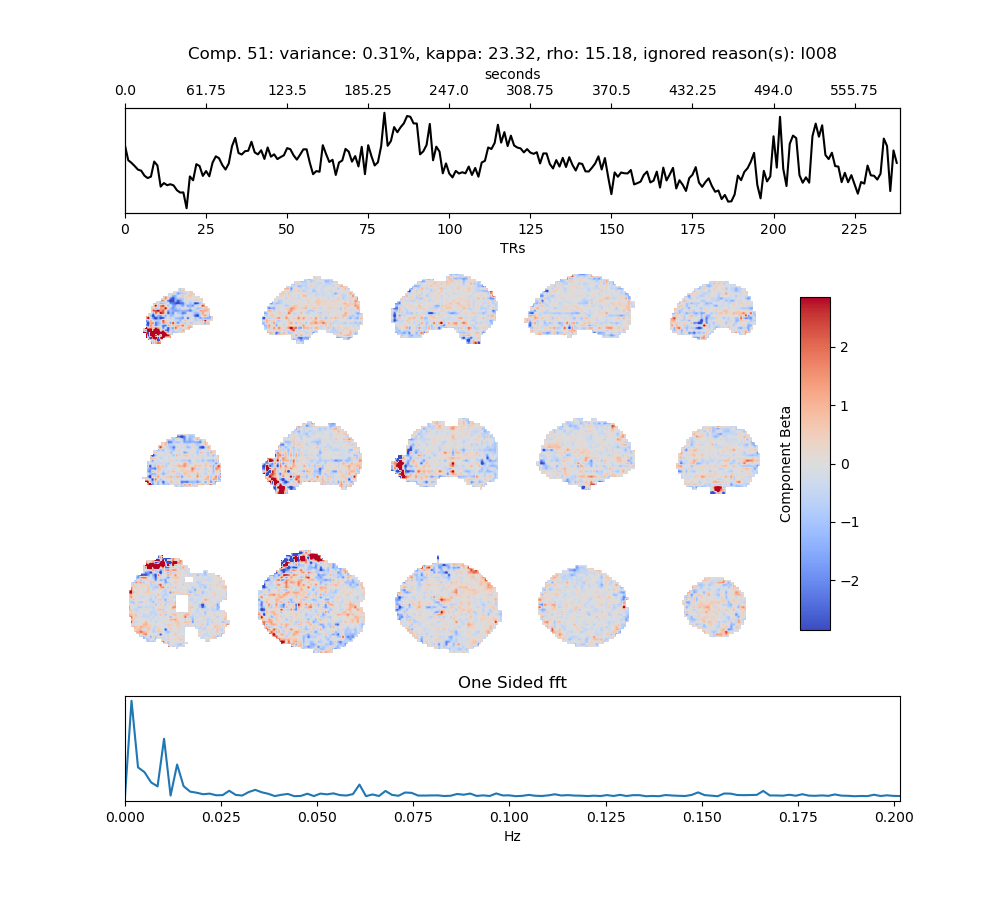 Comp. 51: variance: 0.31%, kappa: 23.32, rho: 15.18, ignored reason(s): I008
seconds
0.0 61.75 123.5 185.25 247.0 308.75 370.5 432.25 494.0 555.75
0 25 50 75 100 125 150 175 200 225
TRs
2
1
0
−1
−2
Component Beta
One Sided fft
0.000 0.025 0.050 0.075 0.100 0.125 0.150 0.175 0.200
Hz